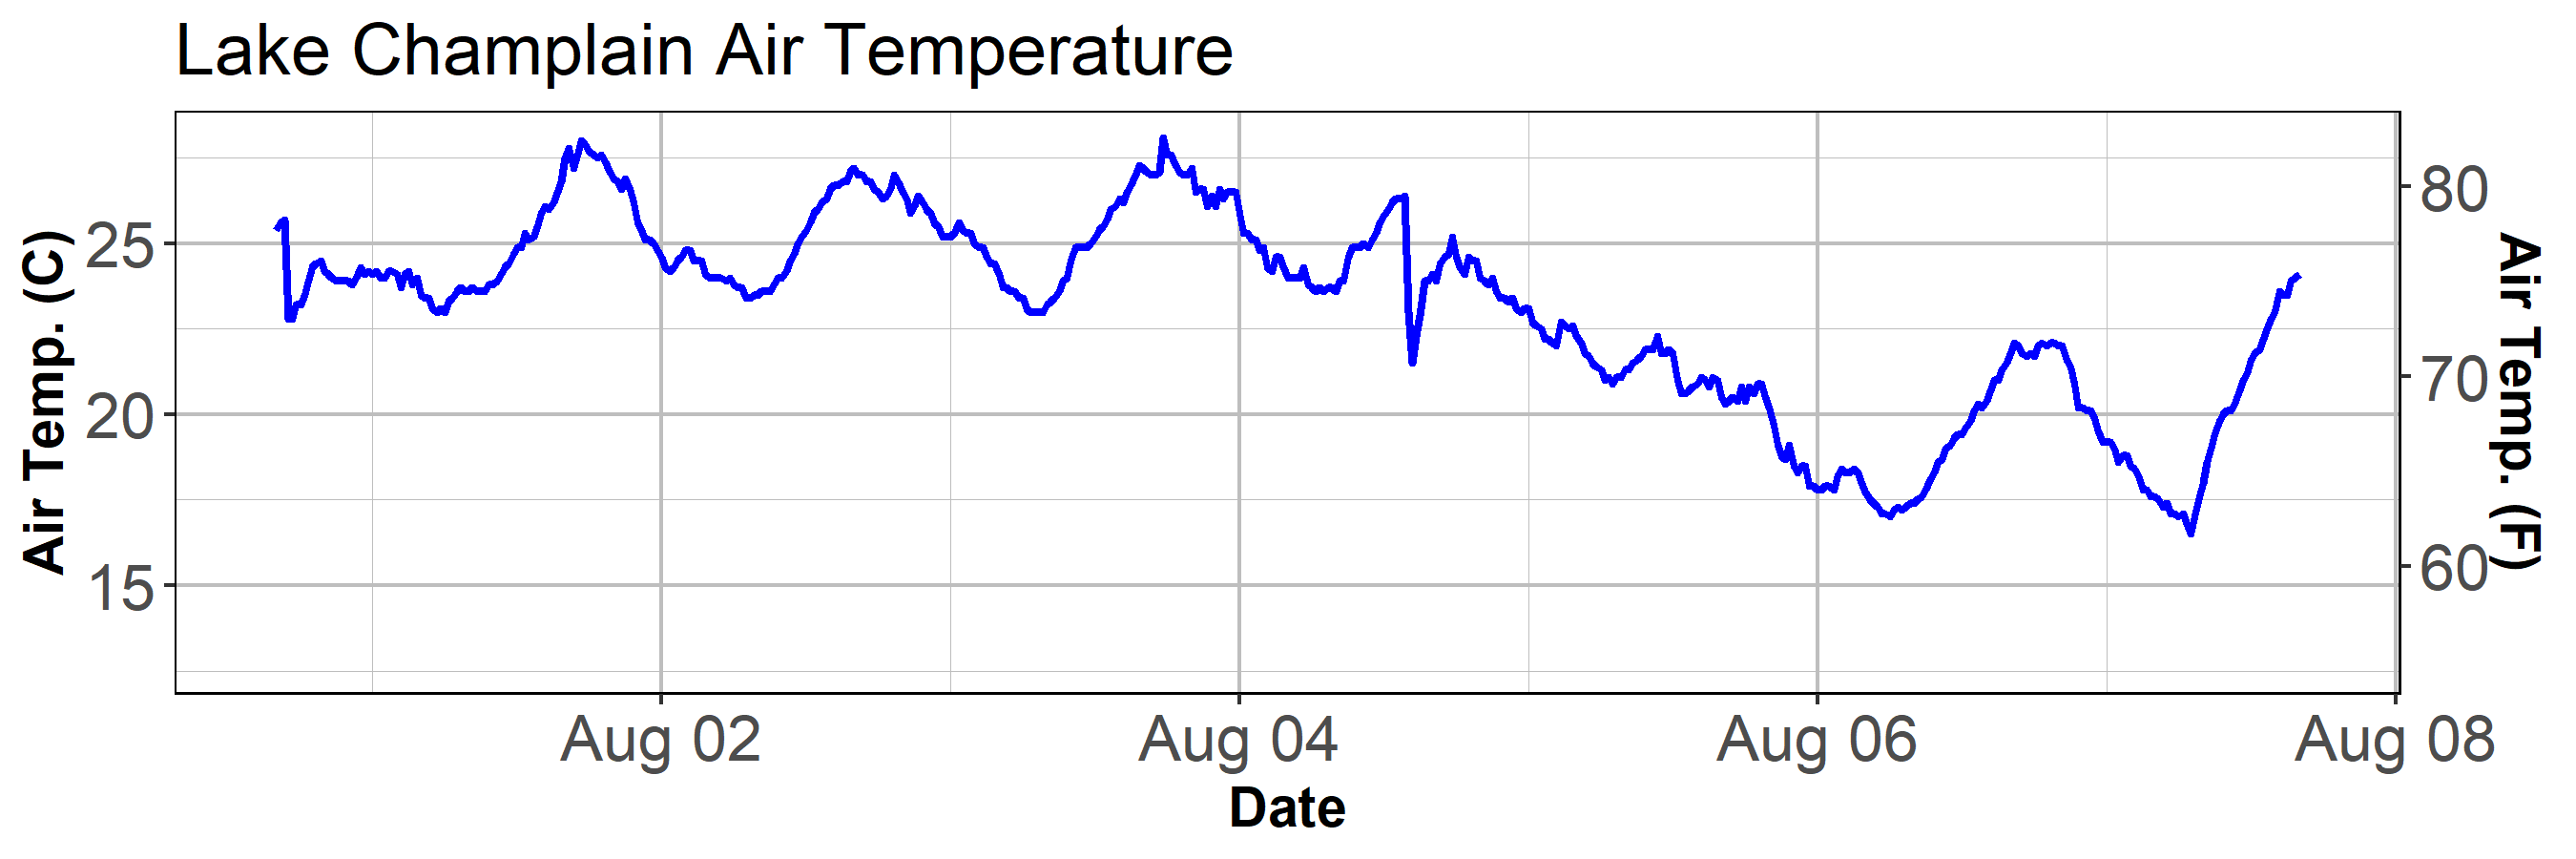 Lake Champlain Air Temperature
Air Temp. (C)
25
20
15
Air Temp. (F)
80
70
60
Aug 02
Aug 04
Aug 06
Aug 08
Date